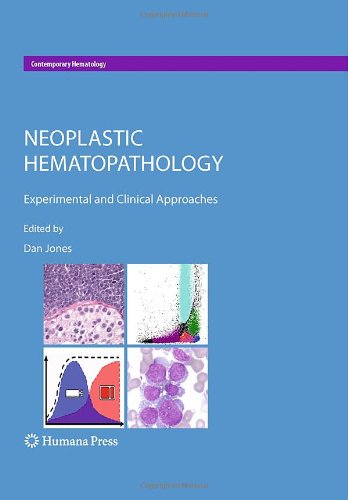 Contemporary Hematology
NEOPLASTIC
HEMATOPATHOLOGY
Experimental and Clinical Approaches
Edited by
Dan Jones
Humana Press